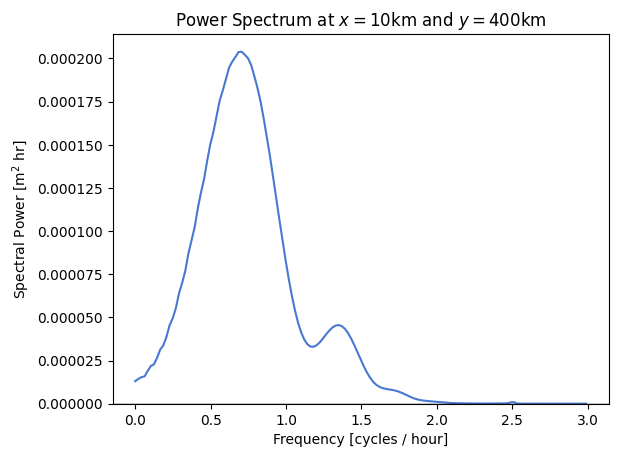 Power Spectrum at x = 10km and y = 400km
Spectral Power [m² hr]
0.000200
0.000175
0.000150
0.000125
0.000100
0.000075
0.000050
0.000025
0.000000
0.0 0.5 1.0 1.5 2.0 2.5 3.0
Frequency [cycles / hour]